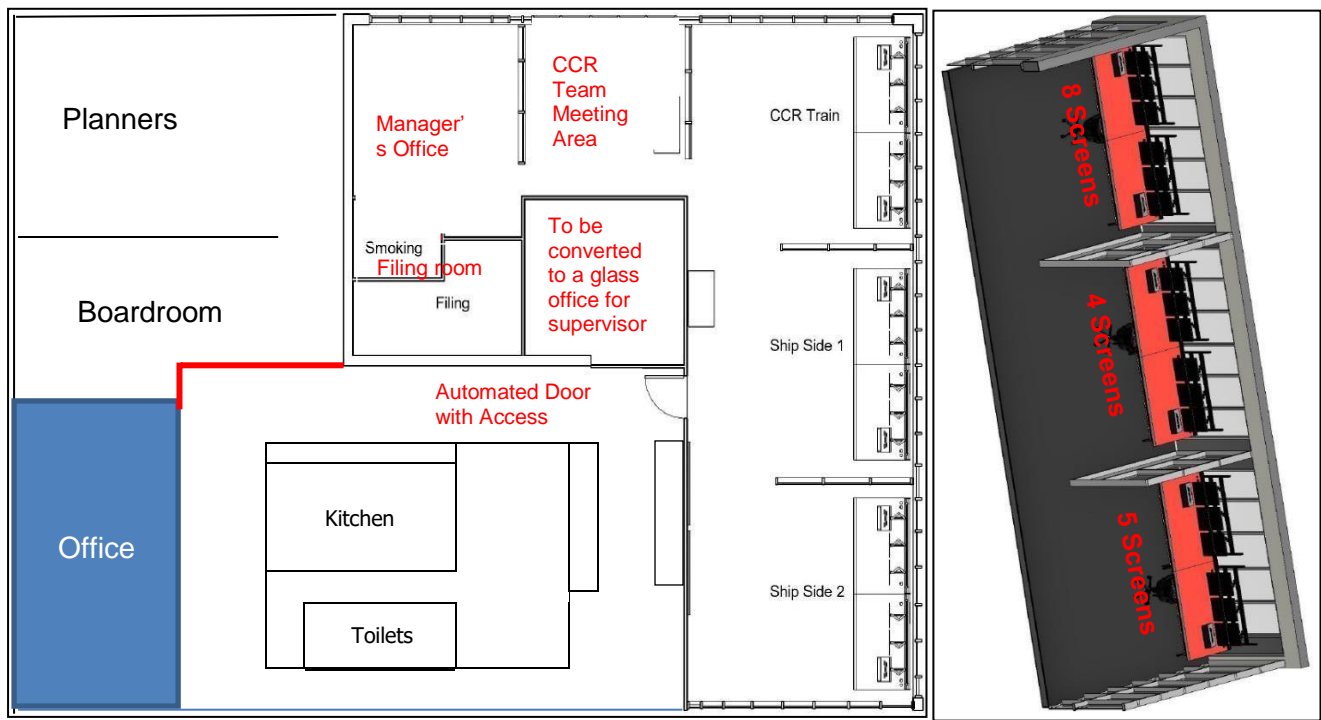 Planners
Boardroom
Office
Manager'
s Office
CCR
Team
Meeting
Area
Smoking
Filing room
Filing
To be
converted
to a glass
office for
supervisor
Automated Door
with Access
Kitchen
Toilets
CCR Train
Ship Side 1
Ship Side 2
8 Screens
4 Screens
5 Screens